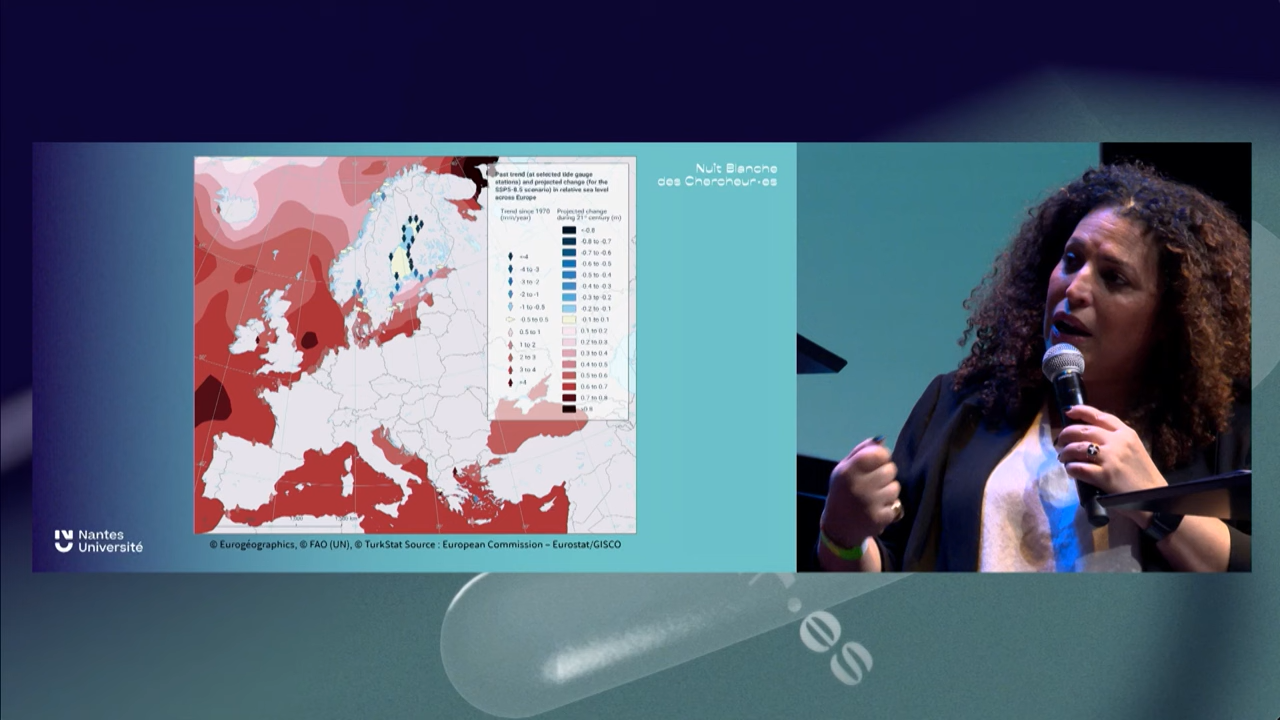 Nuit Blanche
des Chercheur·es
Past trend (at selected tide gauge
stations) and projected change (for the
SSP5-8.5 scenario) in relative sea level
across Europe
Trend since 1970
(mm/year)
Projected change
during 21st century (m)
-4 to -3
-3 to -2
-2 to -1
-1 to -0.5
-0.5 to 0.5
0.5 to 1
1 to 2
2 to 3
3 to 4
>4
<-0.8
-0.8 to -0.7
-0.7 to -0.6
-0.6 to -0.5
-0.5 to -0.4
-0.4 to -0.3
-0.3 to -0.2
-0.2 to -0.1
-0.1 to 0.1
0.1 to 0.2
0.2 to 0.3
0.3 to 0.4
0.4 to 0.5
0.5 to 0.6
0.6 to 0.7
0.7 to 0.8
Nantes
Université
© Eurogéographics, © FAO (UN), © TurkStat Source : European Commission – Eurostat/GISCO
r.es